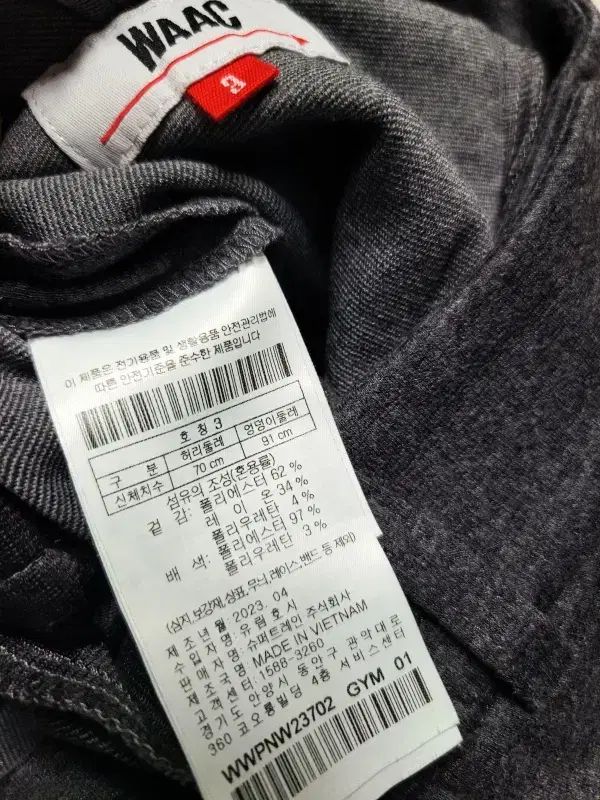 WAAC
3
이 제품은 전기용품 및 생활용품 안전관리법에
따른 안전기준을 준수한 제품입니다
호칭 3
구 분 허리둘레 엉덩이둘레
신체치수 70 cm 91 cm
섬유의 조성(혼용률)
겉 감: 폴리에스터 62 %
레 이 온 34 %
폴리우레탄 4 %
배 색: 폴리에스터 97 %
폴리우레탄 3 %
(심지,보강재,상표,무늬,레이스,밴드 등 제외)
제조년월: 2023. 04
수입자명: 유림호시
판매자명: 슈퍼트레인 주식회사
제조국명: MADE IN VIETNAM
고객센터: 1588-3260
경기도 안양시 동안구 관악대로
360 코오롱빌딩 4층 서비스센터
WWPNW23702 GYM 01